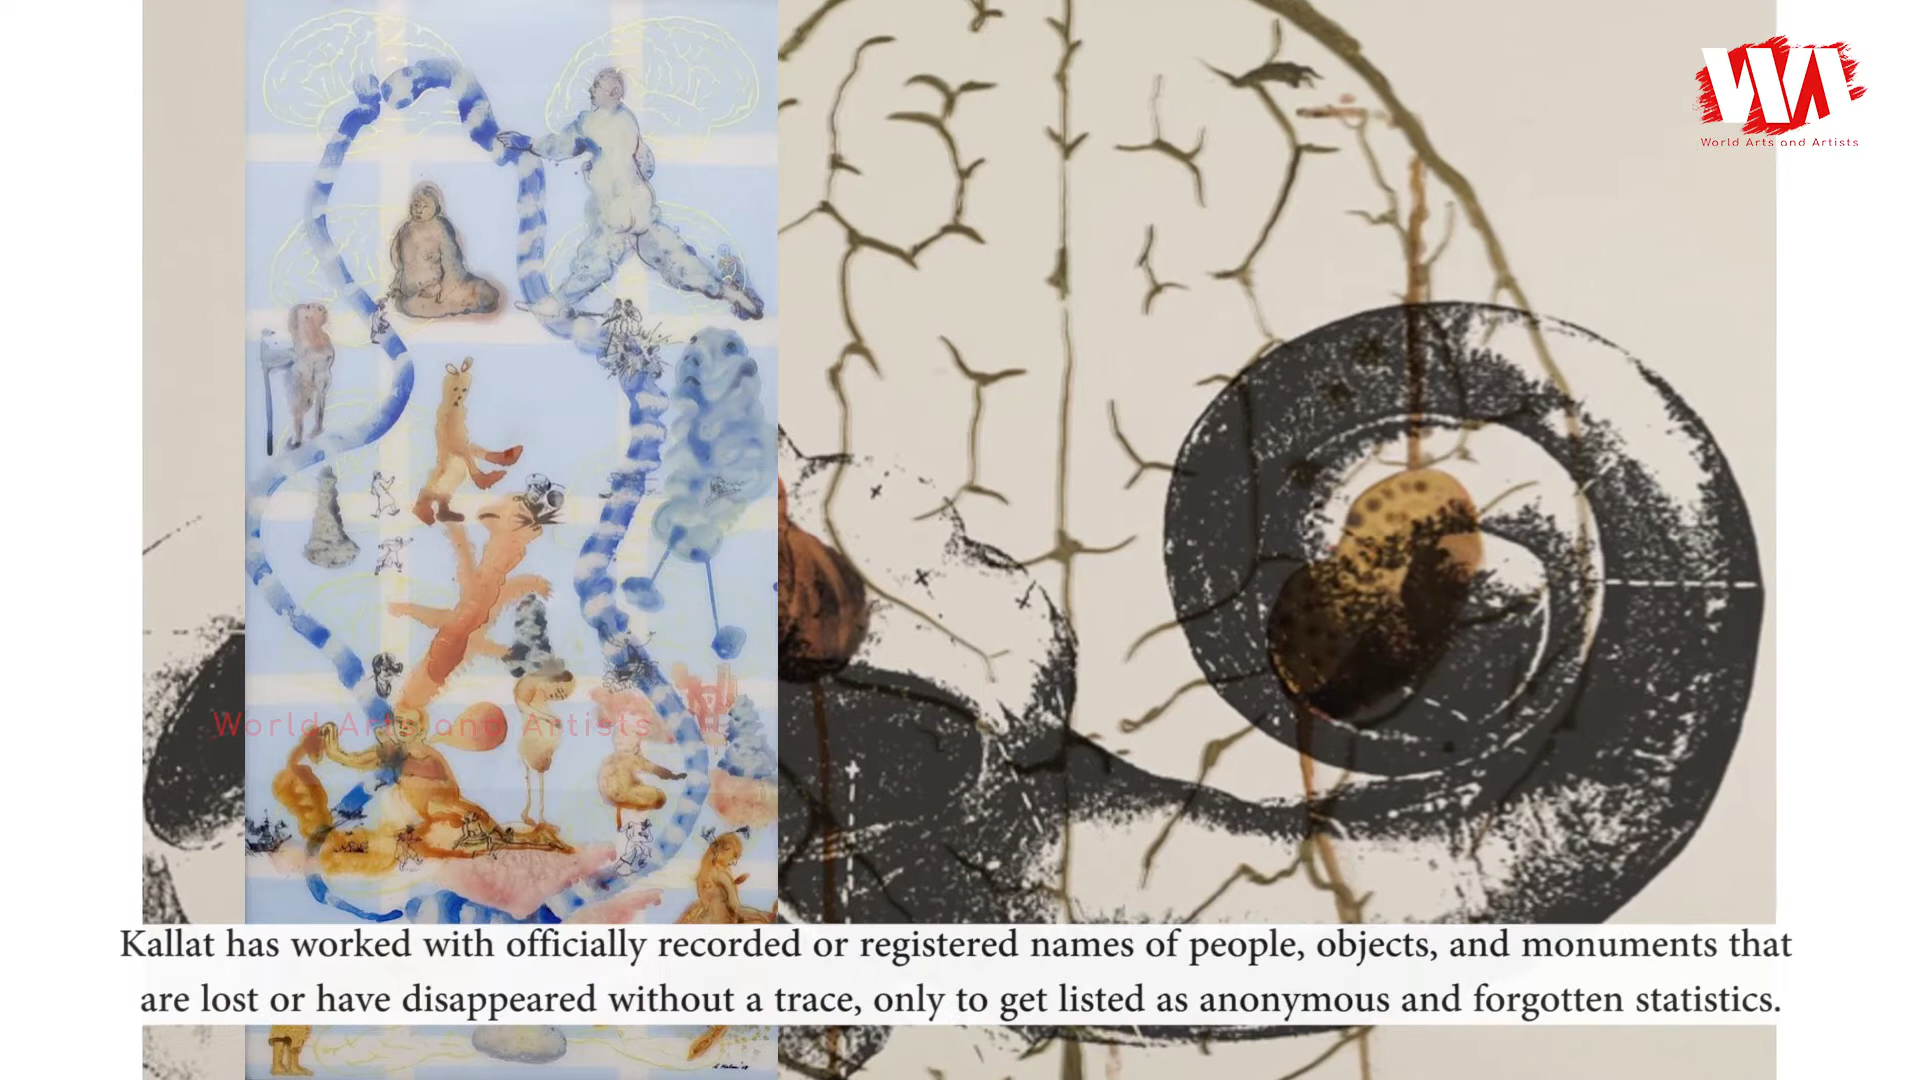 World Arts and Artists
World Arts and Artists
Kallat has worked with officially recorded or registered names of people, objects, and monuments that
are lost or have disappeared without a trace, only to get listed as anonymous and forgotten statistics.